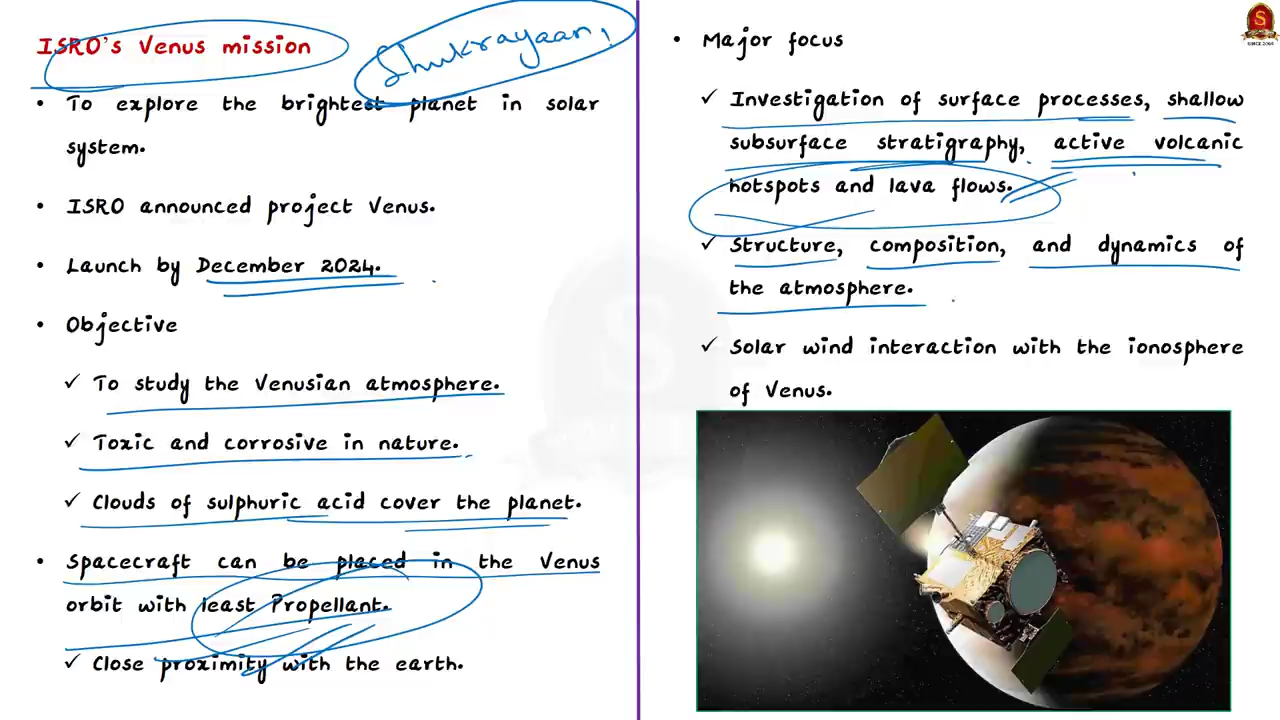 ISRO's Venus mission
Shukrayaan,
• To explore the brightest planet in solar
system.
• ISRO announced project Venus.
• Launch by December 2024.
• Objective
✓ To study the Venusian atmosphere.
✓ Toxic and corrosive in nature.
✓ Clouds of sulphuric acid cover the planet.
• Spacecraft can be placed in the Venus
orbit with least Propellant.
✓ Close proximity with the earth.
• Major focus
✓ Investigation of surface processes, shallow
subsurface stratigraphy, active volcanic
hotspots and lava flows.
✓ Structure, composition, and dynamics of
the atmosphere.
✓ Solar wind interaction with the ionosphere
of Venus.
S
SINCE 2004